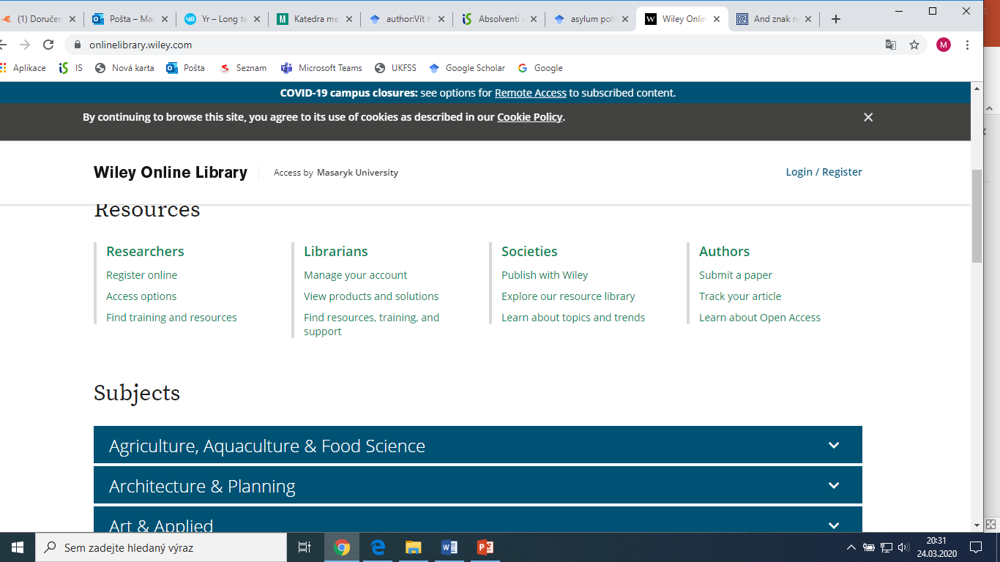 (1) Doručen
Pošta – Mar
Yr – Long te
Katedra me
author:Vít H
Absolventi a
asylum poli
Wiley Onlin
And znak n
onlinelibrary.wiley.com
M
Aplikace
IS
Nová karta
Pošta
Seznam
Microsoft Teams
UKFSS
Google Scholar
Google
COVID-19 campus closures: see options for Remote Access to subscribed content.
By continuing to browse this site, you agree to its use of cookies as described in our Cookie Policy.
Wiley Online Library
Access by Masaryk University
Login / Register
Resources
Researchers
Register online
Access options
Find training and resources
Librarians
Manage your account
View products and solutions
Find resources, training, and
support
Societies
Publish with Wiley
Explore our resource library
Learn about topics and trends
Authors
Submit a paper
Track your article
Learn about Open Access
Subjects
Agriculture, Aquaculture & Food Science
Architecture & Planning
Art & Applied
Sem zadejte hledaný výraz
20:31
24.03.2020